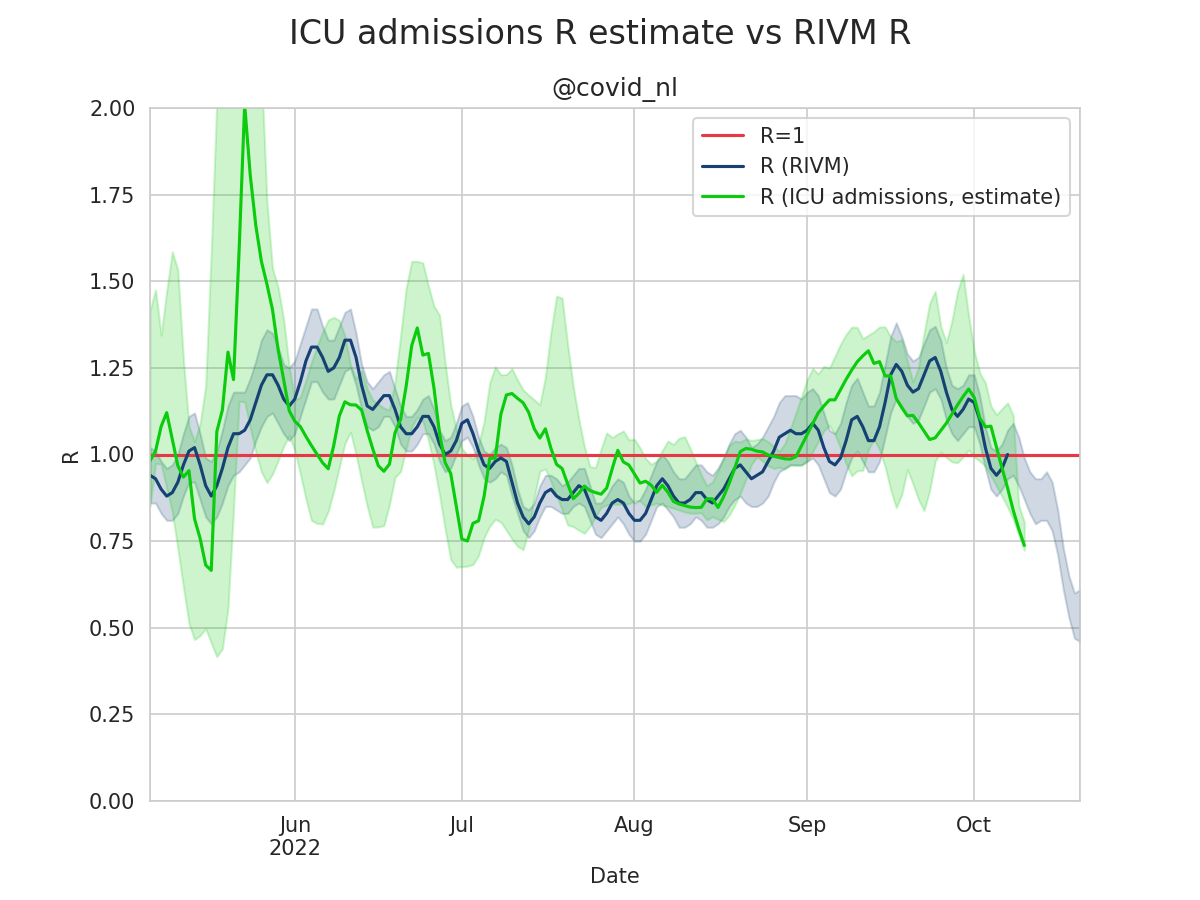 ICU admissions R estimate vs RIVM R
@covid_nl
R=1
R (RIVM)
R (ICU admissions, estimate)
2.00
1.75
1.50
1.25
1.00
0.75
0.50
0.25
0.00
R
Jun
2022
Jul
Aug
Sep
Oct
Date